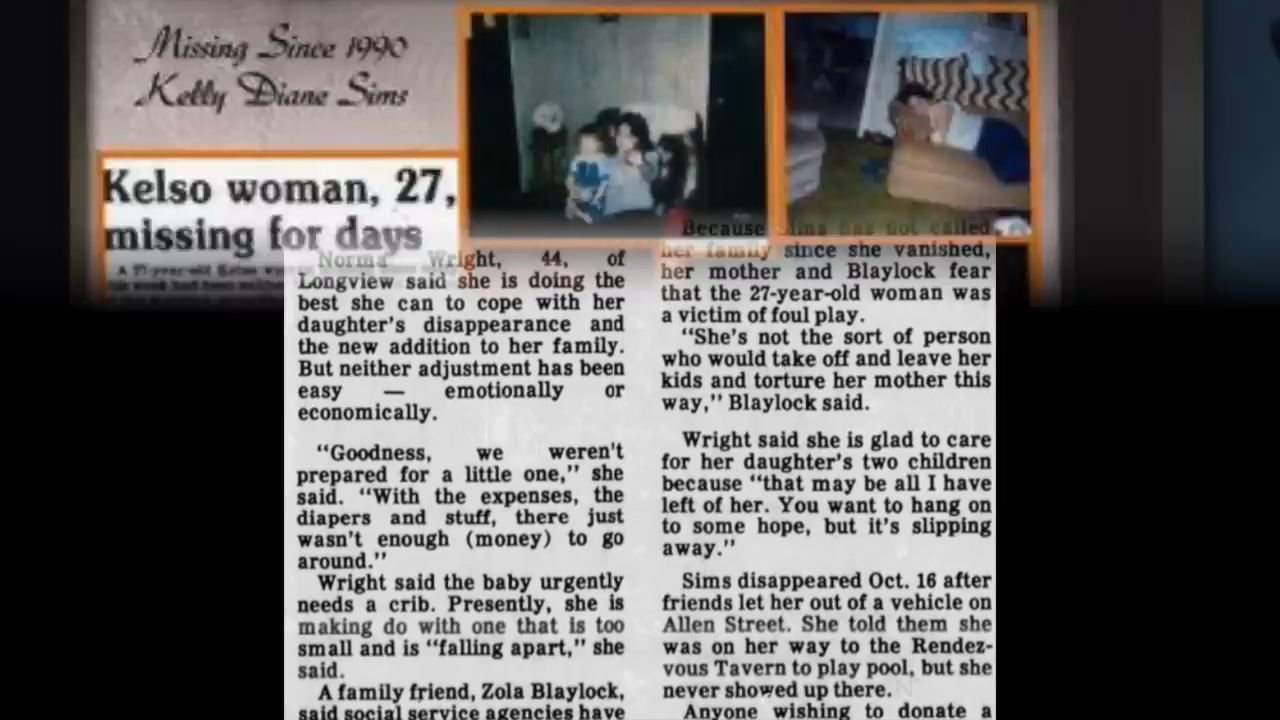 Missing Since 1990
Kelly Diane Sims
Kelso woman, 27,
missing for days
Norma Wright, 44, of
Longview said she is doing the
best she can to cope with her
daughter's disappearance and
the new addition to her family.
But neither adjustment has been
easy — emotionally or
economically.
"Goodness, we weren't
prepared for a little one," she
said. "With the expenses, the
diapers and stuff, there just
wasn't enough (money) to go
around."
Wright said the baby urgently
needs a crib. Presently, she is
making do with one that is too
small and is "falling apart," she
said.
A family friend, Zola Blaylock,
said social service agencies have
Because Sims has not called
her family since she vanished,
her mother and Blaylock fear
that the 27-year-old woman was
a victim of foul play.
"She's not the sort of person
who would take off and leave her
kids and torture her mother this
way," Blaylock said.
Wright said she is glad to care
for her daughter's two children
because "that may be all I have
left of her. You want to hang on
to some hope, but it's slipping
away."
Sims disappeared Oct. 16 after
friends let her out of a vehicle on
Allen Street. She told them she
was on her way to the Rendez-
vous Tavern to play pool, but she
never showed up there.
Anyone wishing to donate a